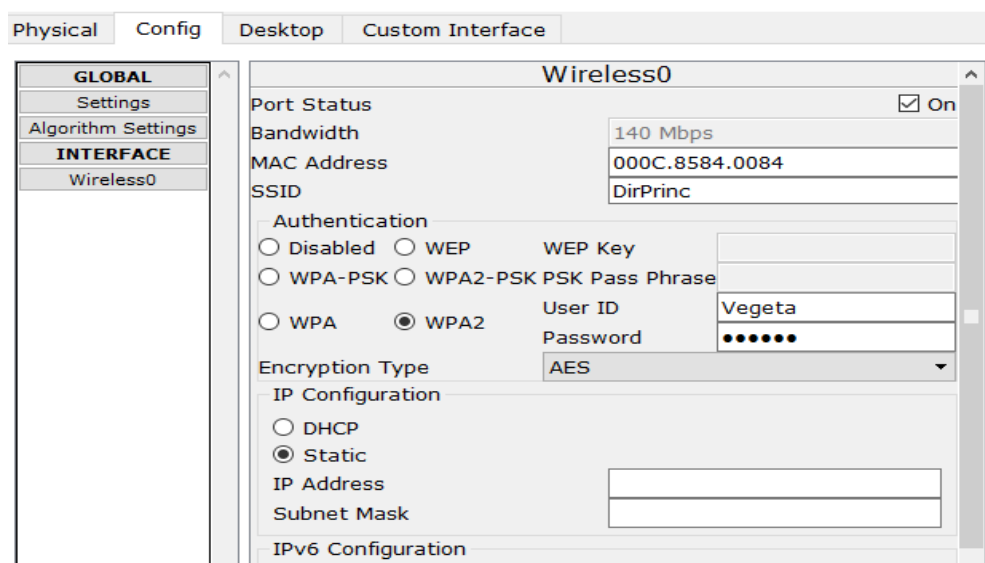 Physical Config Desktop Custom Interface
GLOBAL
Settings
Algorithm Settings
INTERFACE
Wireless0
Wireless0
Port Status On
Bandwidth 140 Mbps
MAC Address 000C.8584.0084
SSID DirPrinc
Authentication
Disabled WEP WEP Key
WPA-PSK WPA2-PSK PSK Pass Phrase
WPA WPA2 User ID Vegeta
Password ••••••
Encryption Type AES
IP Configuration
DHCP
Static
IP Address
Subnet Mask
IPv6 Configuration